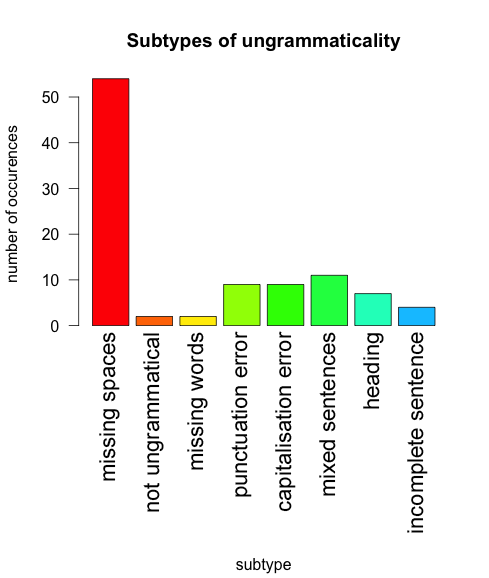 Subtypes of ungrammaticality
number of occurences
50
40
30
20
10
0
missing spaces
not ungrammatical
missing words
punctuation error
capitalisation error
mixed sentences
heading
incomplete sentence
subtype